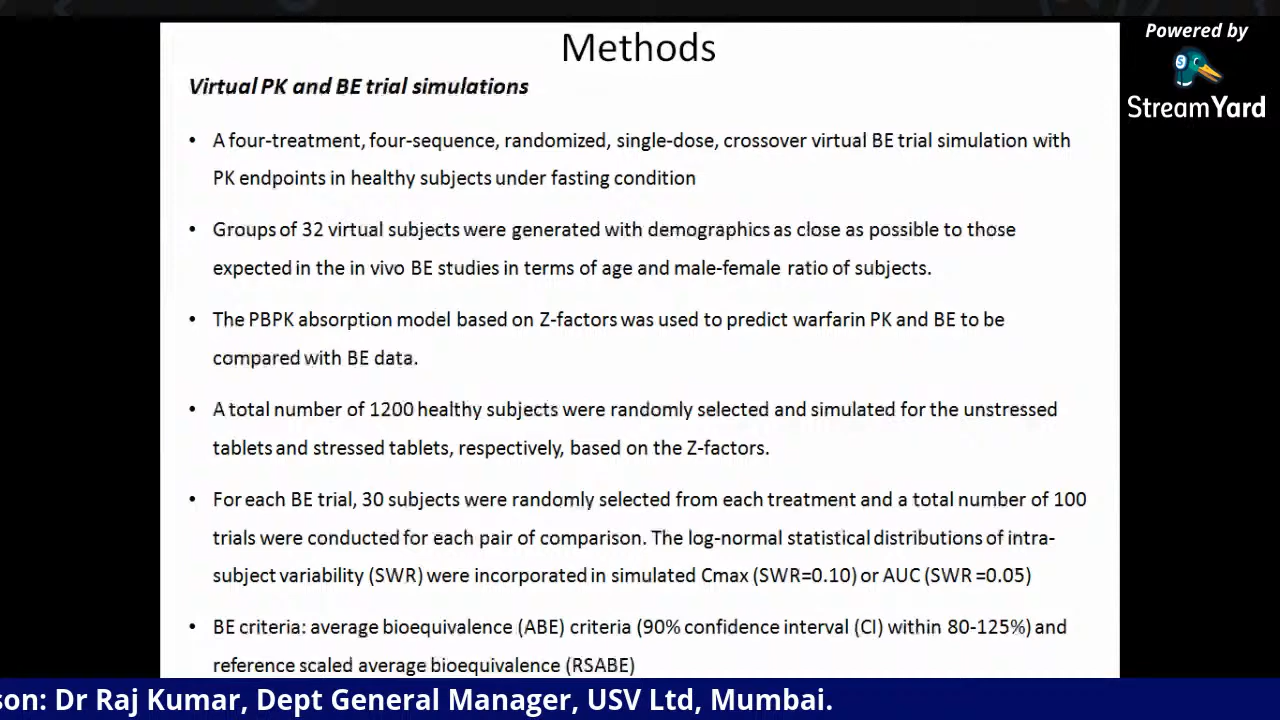 Methods
Powered by
StreamYard
Virtual PK and BE trial simulations
• A four-treatment, four-sequence, randomized, single-dose, crossover virtual BE trial simulation with
PK endpoints in healthy subjects under fasting condition
• Groups of 32 virtual subjects were generated with demographics as close as possible to those
expected in the in vivo BE studies in terms of age and male-female ratio of subjects.
• The PBPK absorption model based on Z-factors was used to predict warfarin PK and BE to be
compared with BE data.
• A total number of 1200 healthy subjects were randomly selected and simulated for the unstressed
tablets and stressed tablets, respectively, based on the Z-factors.
• For each BE trial, 30 subjects were randomly selected from each treatment and a total number of 100
trials were conducted for each pair of comparison. The log-normal statistical distributions of intra-
subject variability (SWR) were incorporated in simulated Cmax (SWR=0.10) or AUC (SWR =0.05)
• BE criteria: average bioequivalence (ABE) criteria (90% confidence interval (CI) within 80-125%) and
reference scaled average bioequivalence (RSABE)
son: Dr Raj Kumar, Dept General Manager, USV Ltd, Mumbai.